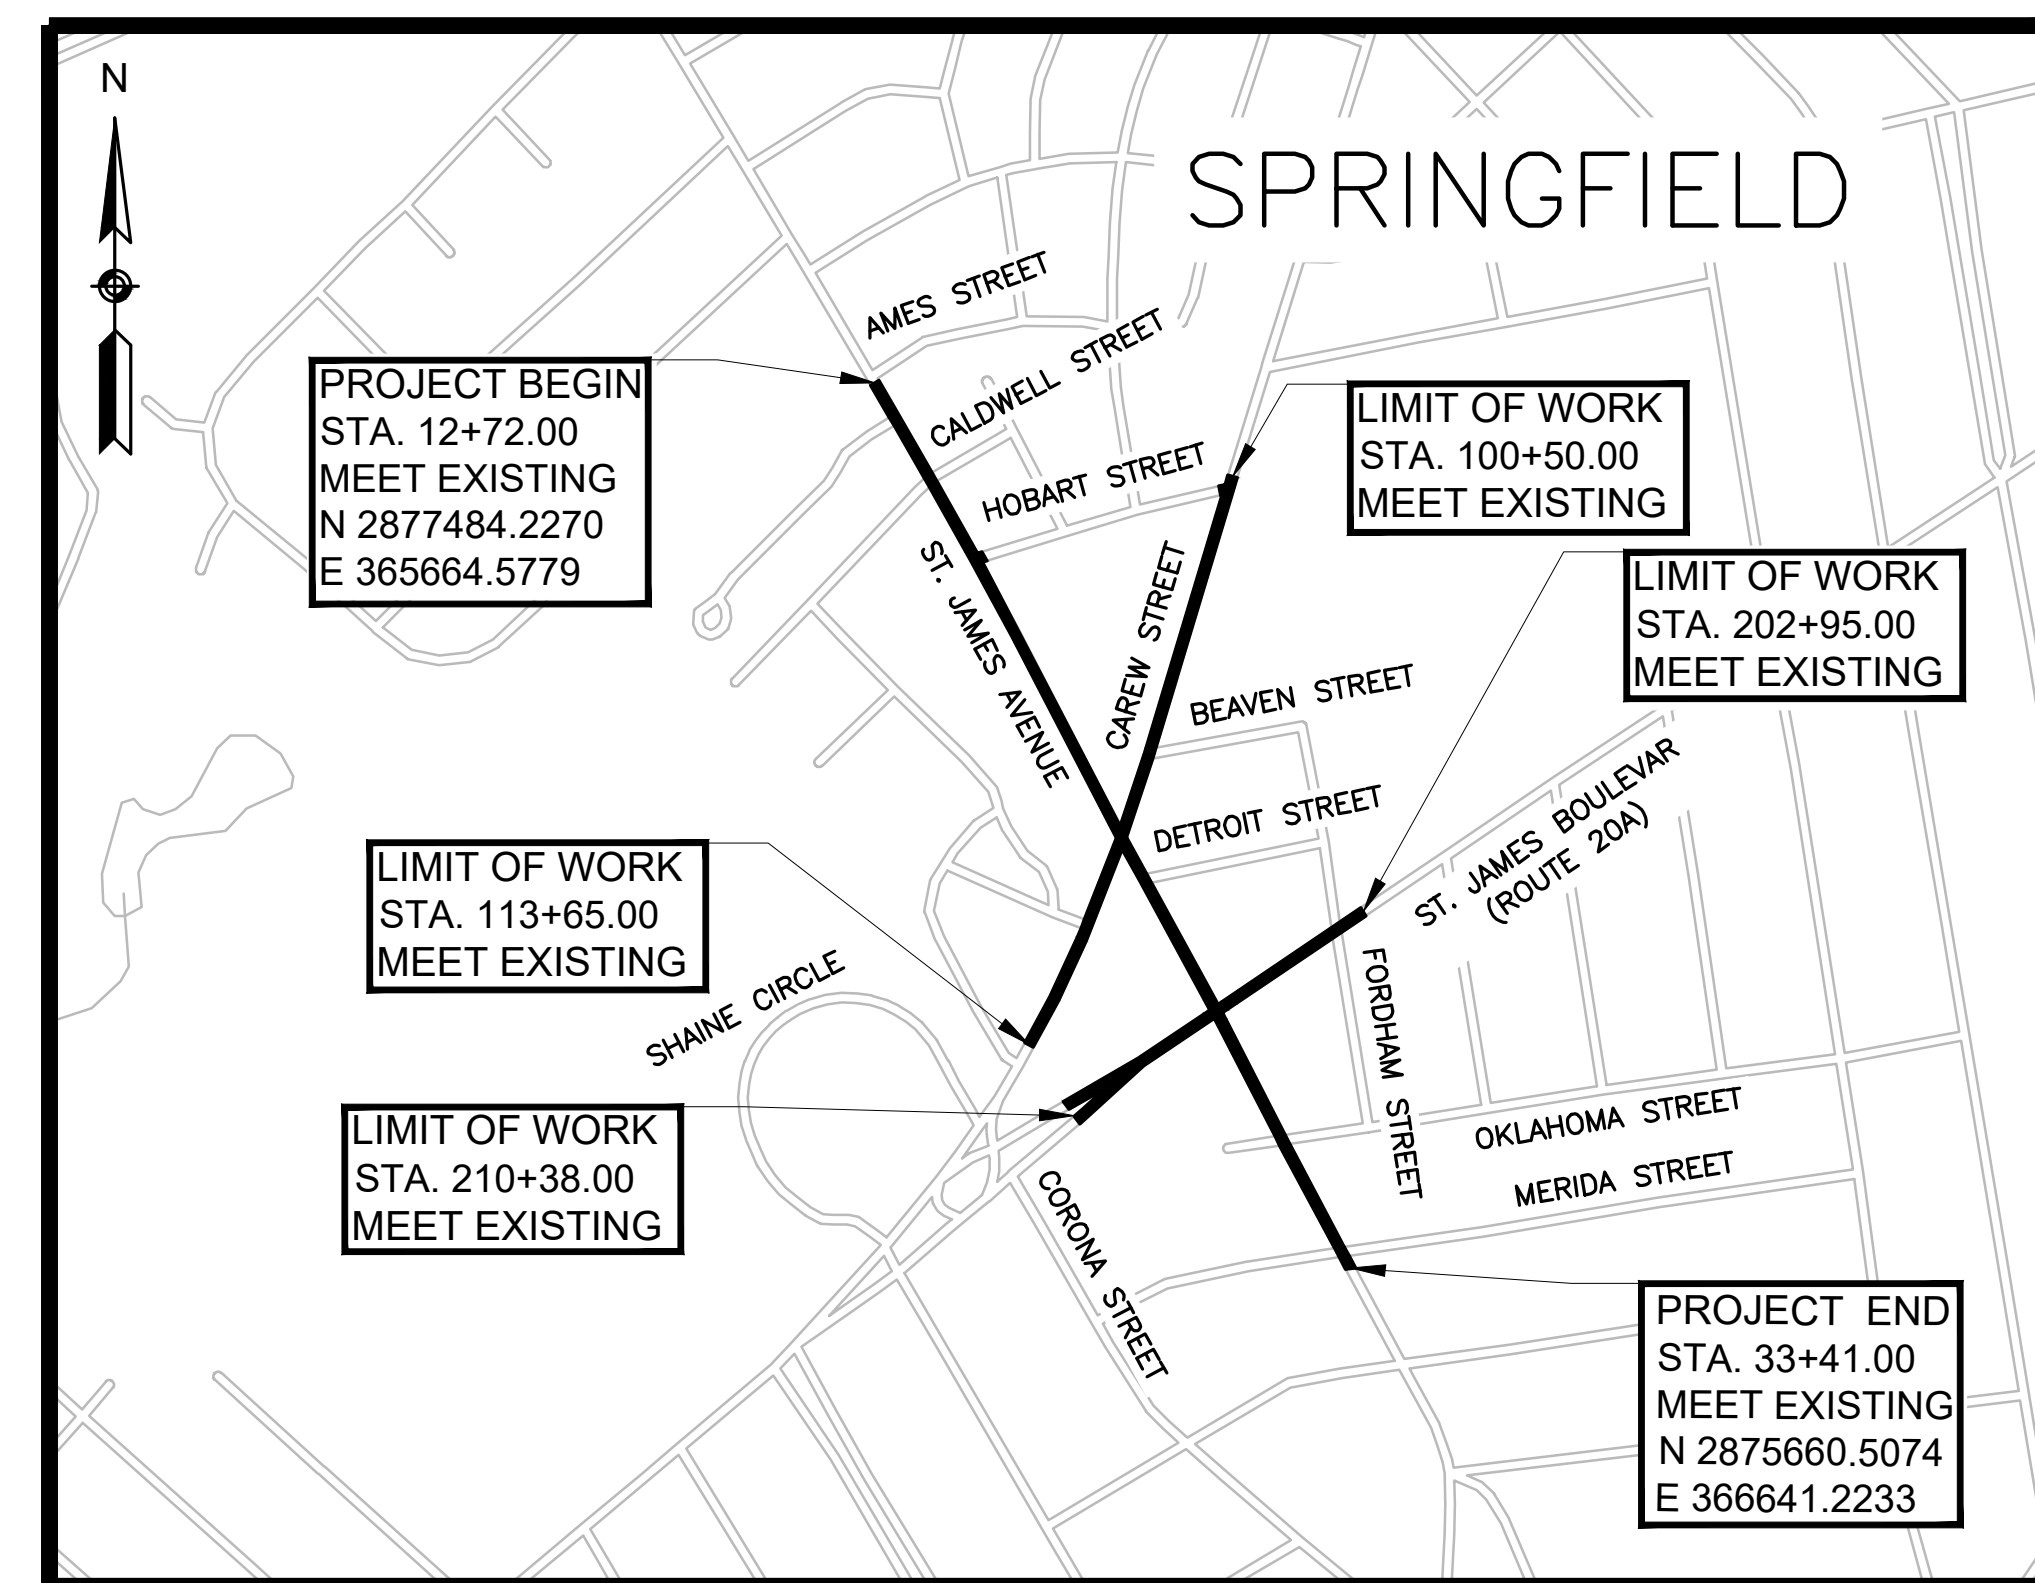 N
SPRINGFIELD
AMES STREET
CALDWELL STREET
PROJECT BEGIN
STA. 12+72.00
MEET EXISTING
N 2877484.2270
E 365664.5779
HOBART STREET
LIMIT OF WORK
STA. 100+50.00
MEET EXISTING
ST. JAMES AVENUE
CAREW STREET
LIMIT OF WORK
STA. 202+95.00
MEET EXISTING
BEAVEN STREET
DETROIT STREET
ST. JAMES BOULEVAR
(ROUTE 20A)
LIMIT OF WORK
STA. 113+65.00
MEET EXISTING
SHAINE CIRCLE
FORDHAM STREET
LIMIT OF WORK
STA. 210+38.00
MEET EXISTING
OKLAHOMA STREET
MERIDA STREET
CORONA STREET
PROJECT END
STA. 33+41.00
MEET EXISTING
N 2875660.5074
E 366641.2233